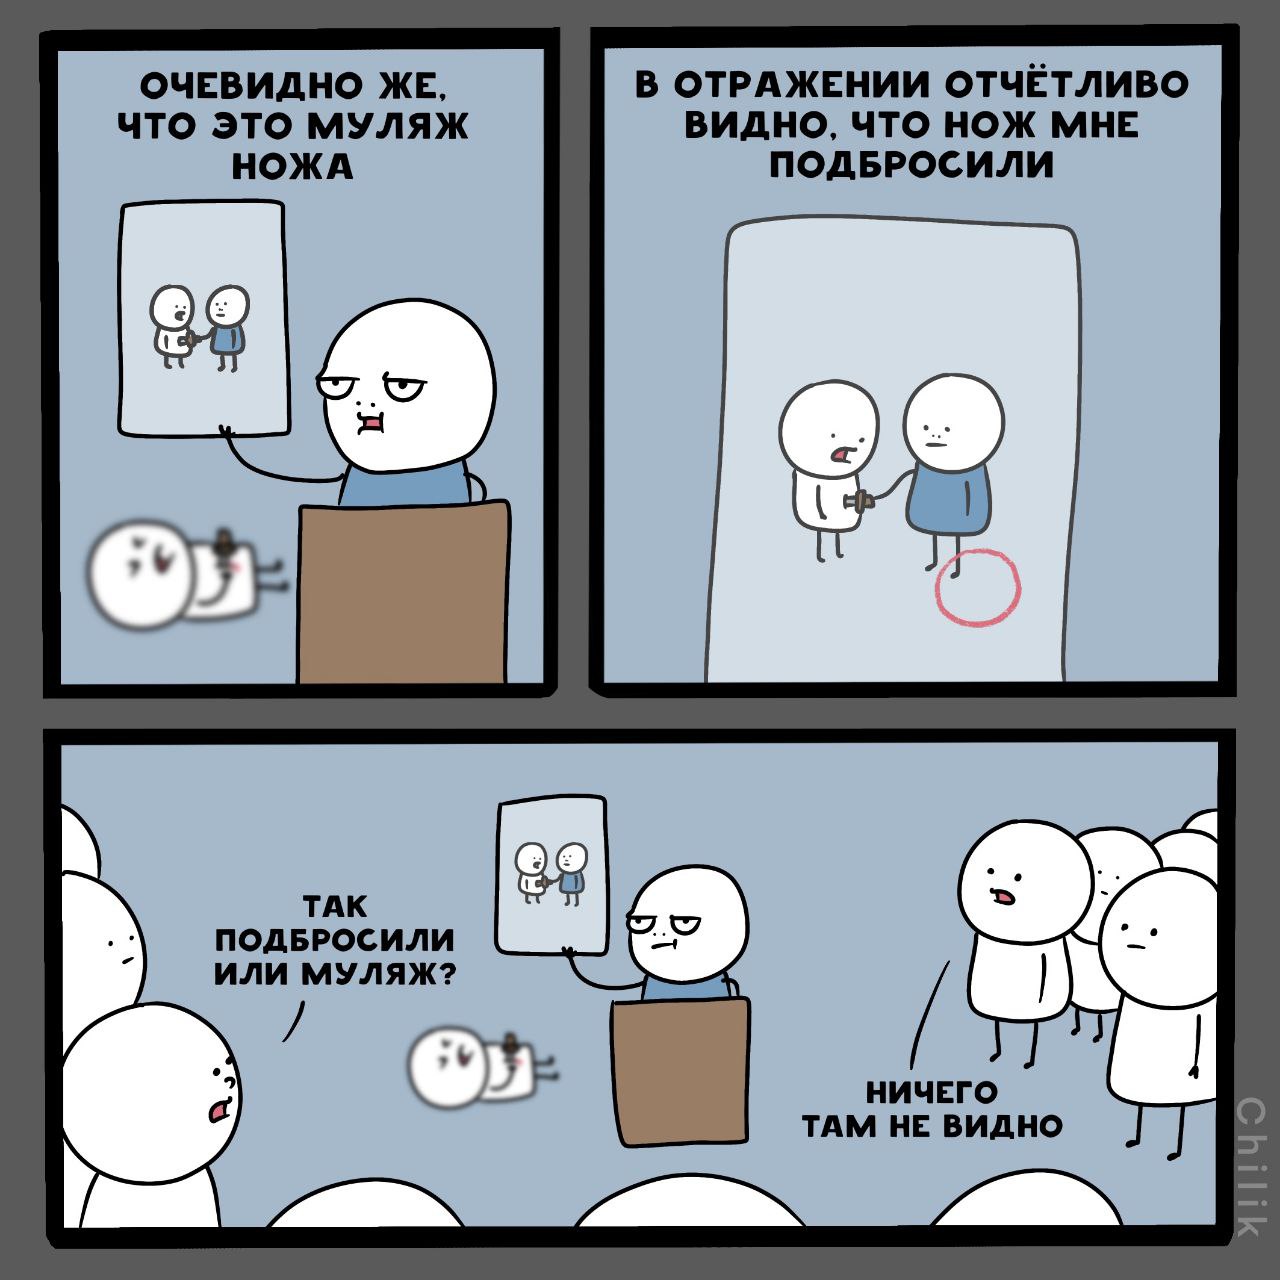 ОЧЕВИДНО ЖЕ,
ЧТО ЭТО МУЛЯЖ
НОЖА
В ОТРАЖЕНИИ ОТЧЁТЛИВО
ВИДНО, ЧТО НОЖ МНЕ
ПОДБРОСИЛИ
ТАК
ПОДБРОСИЛИ
ИЛИ МУЛЯЖ?
НИЧЕГО
ТАМ НЕ ВИДНО
Chilik